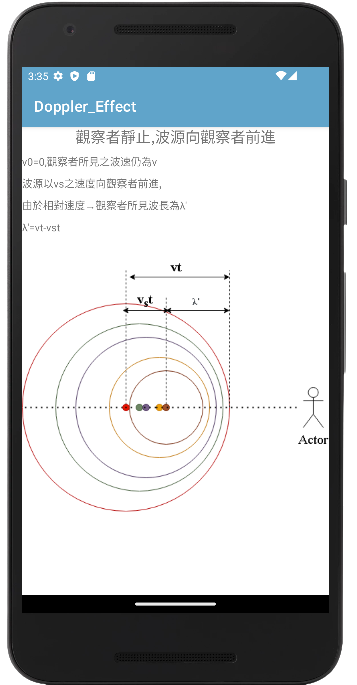 3:35
Doppler_Effect
觀察者靜止,波源向觀察者前進
v0=0,觀察者所見之波速仍為v
波源以vs之速度向觀察者前進,
由於相對速度→觀察者所見波長為λ'
λ'=vt-vst
vt
vst λ'
Actor